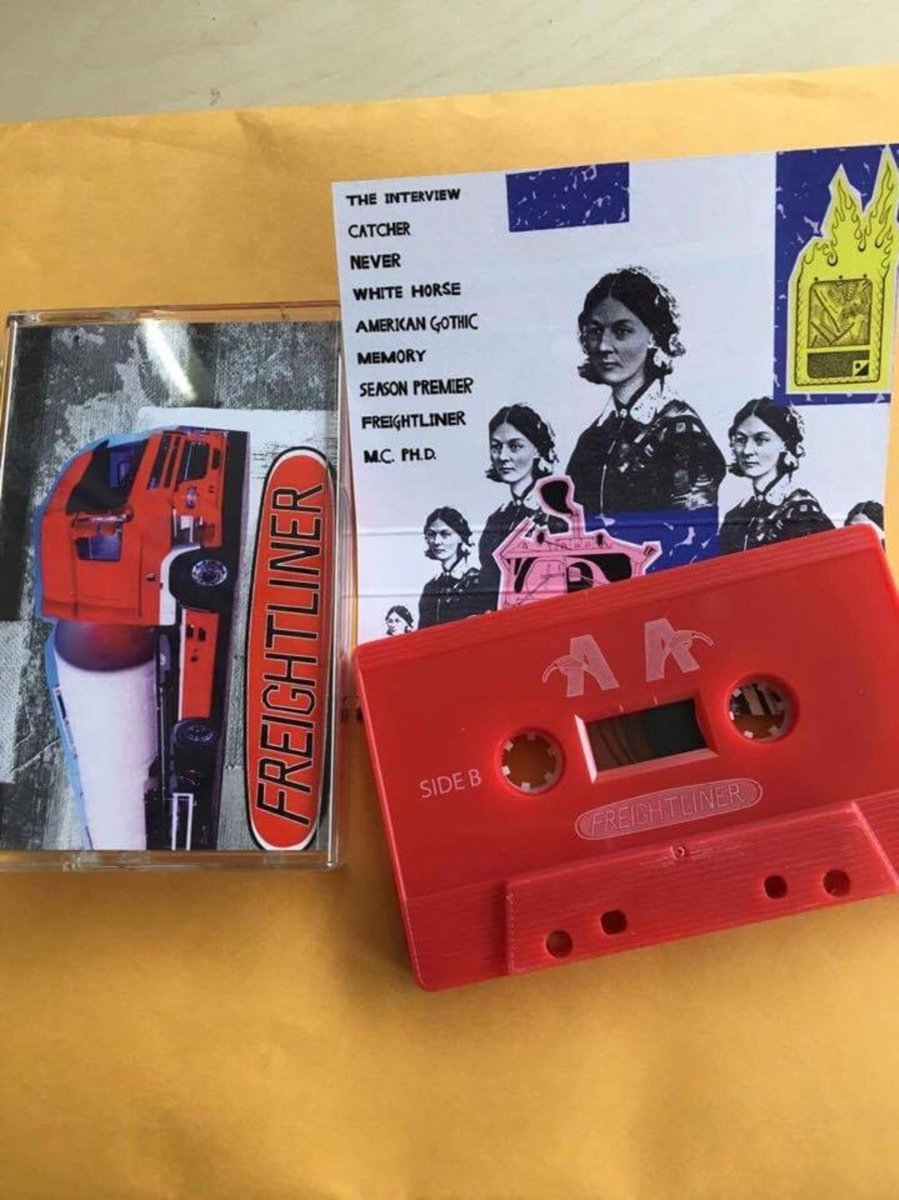 THE INTERVIEW
CATCHER
NEVER
WHITE HORSE
AMERICAN GOTHIC
MEMORY
SEASON PREMIER
FREIGHTLINER
M.C. PH.D.
FREIGHTLINER
A A
SIDE B
FREIGHTLINER